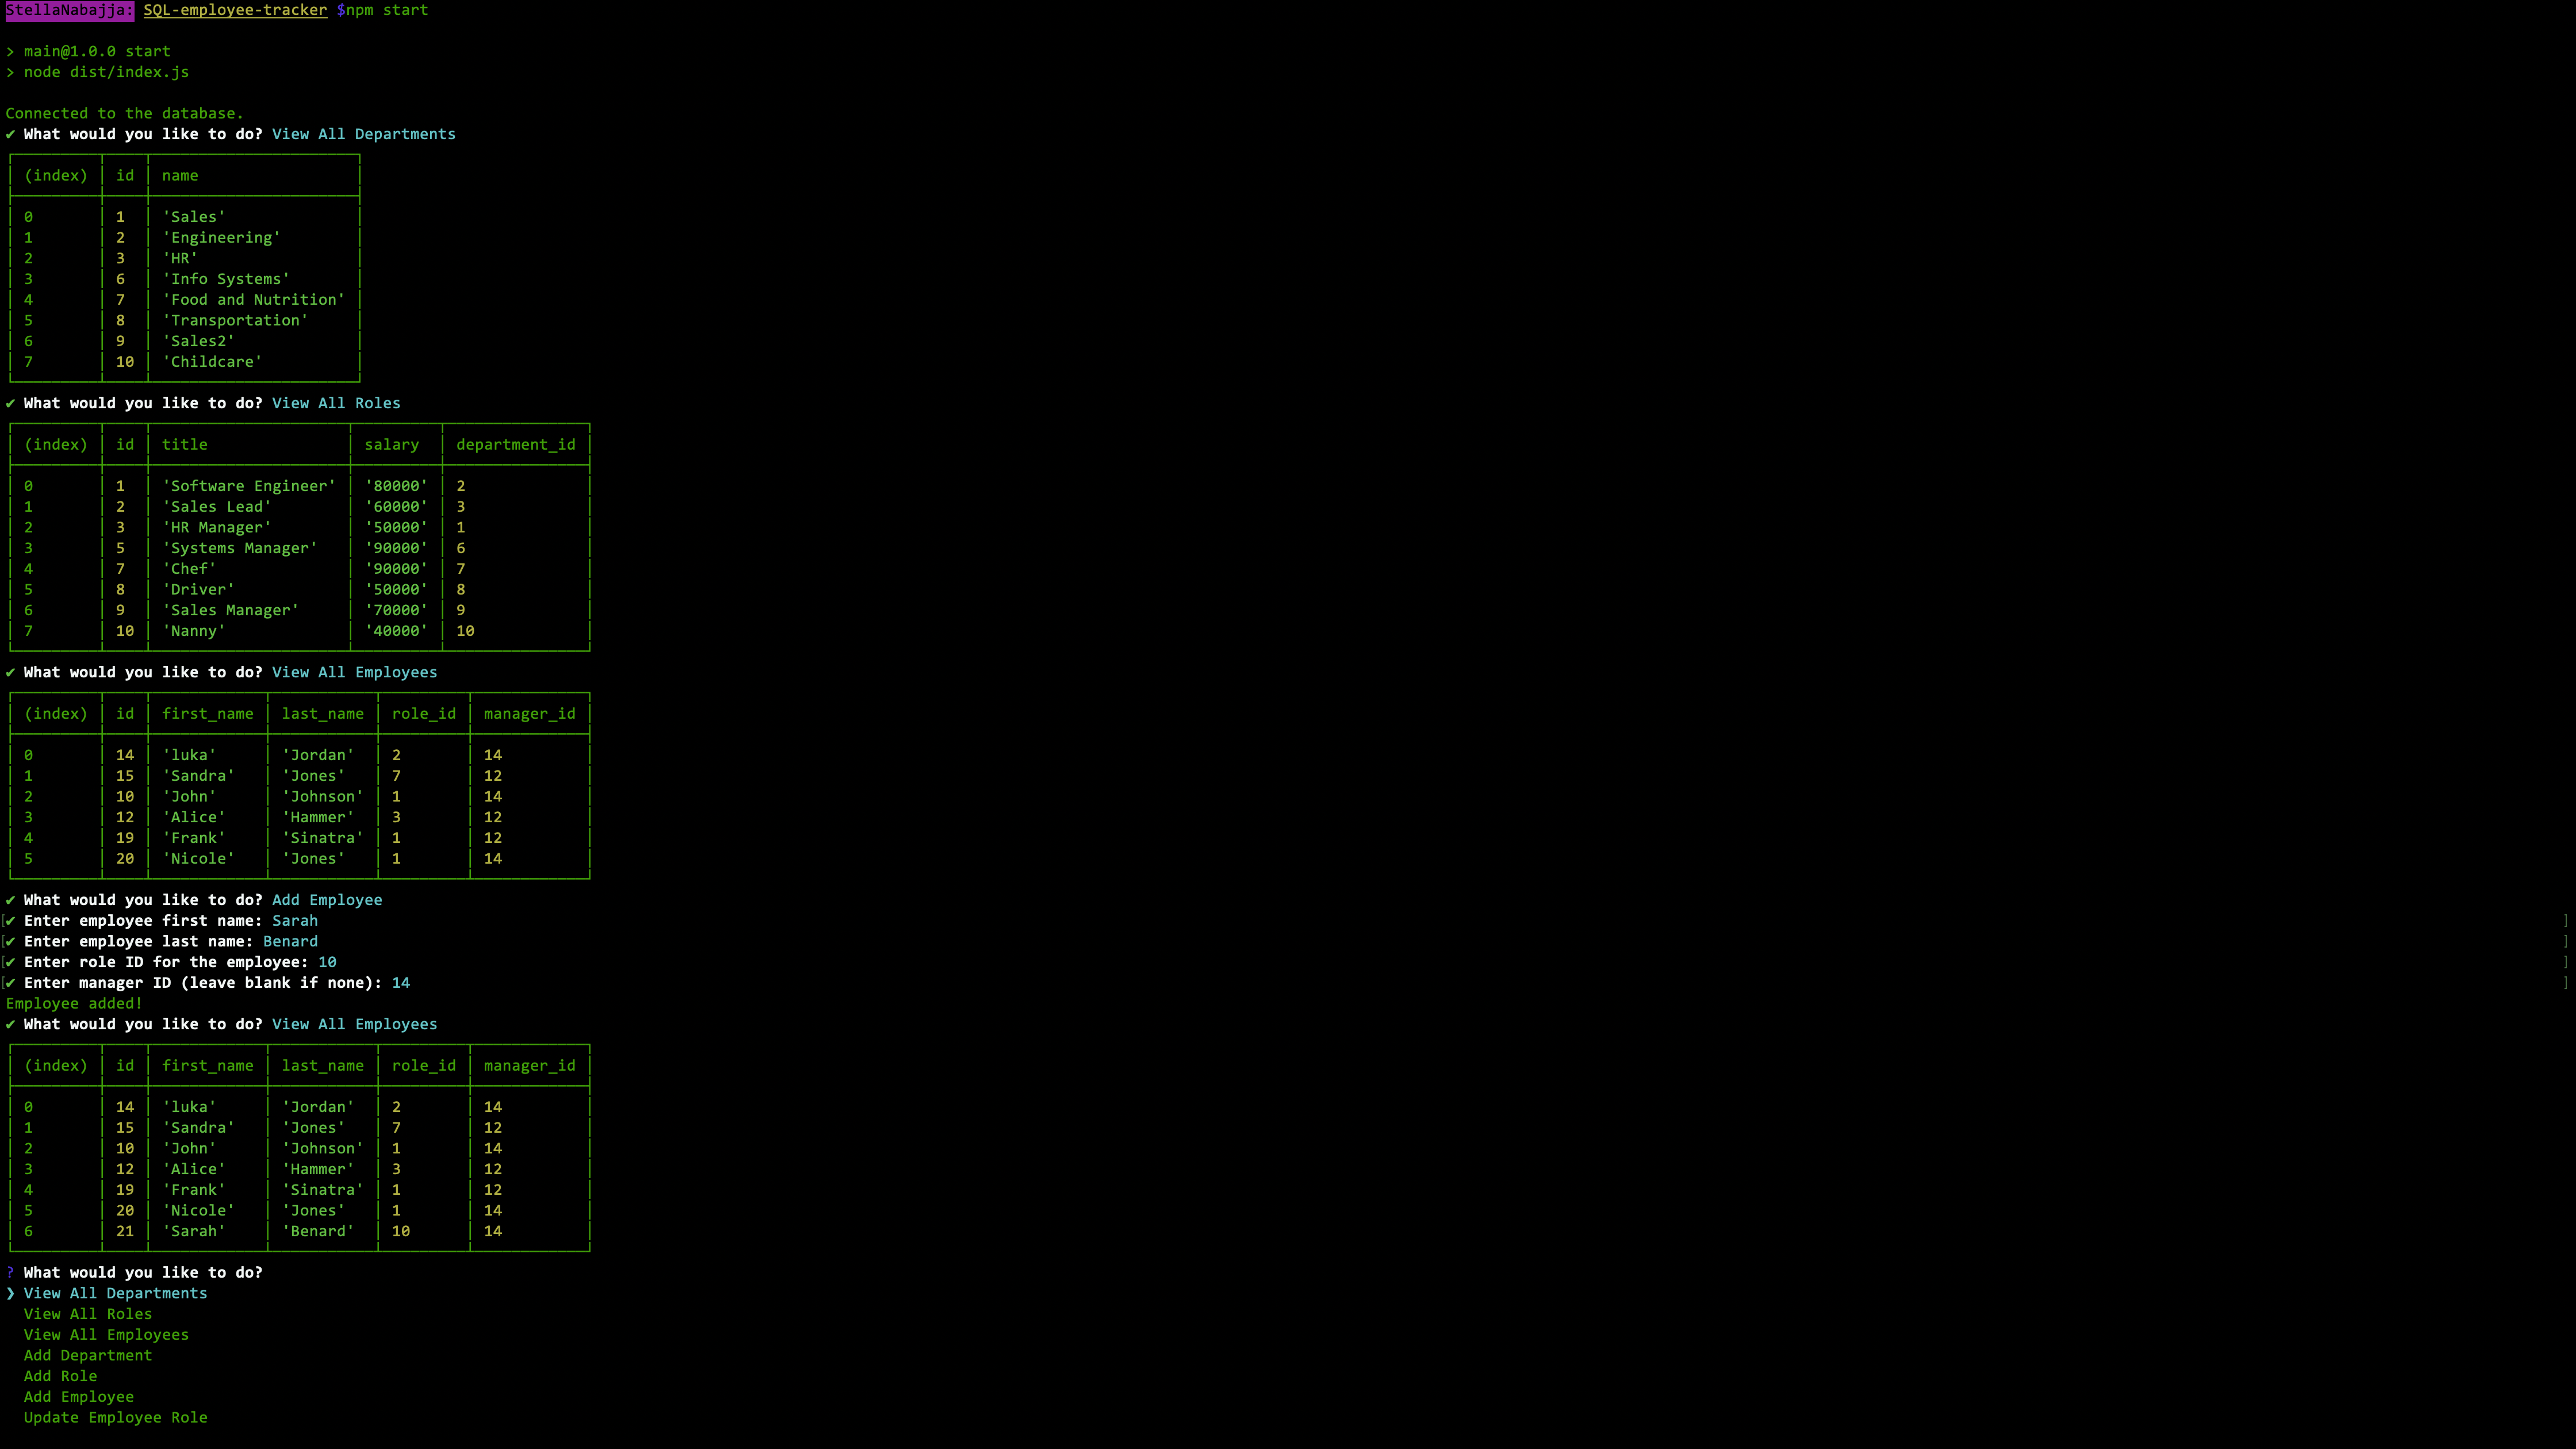 StellaNabajja: SQL-employee-tracker $npm start
> main@1.0.0 start
> node dist/index.js
Connected to the database.
✔ What would you like to do? View All Departments
(index) id name
0 1 'Sales'
1 2 'Engineering'
2 3 'HR'
3 6 'Info Systems'
4 7 'Food and Nutrition'
5 8 'Transportation'
6 9 'Sales2'
7 10 'Childcare'
✔ What would you like to do? View All Roles
(index) id title salary department_id
0 1 'Software Engineer' '80000' 2
1 2 'Sales Lead' '60000' 3
2 3 'HR Manager' '50000' 1
3 5 'Systems Manager' '90000' 6
4 7 'Chef' '90000' 7
5 8 'Driver' '50000' 8
6 9 'Sales Manager' '70000' 9
7 10 'Nanny' '40000' 10
✔ What would you like to do? View All Employees
(index) id first_name last_name role_id manager_id
0 14 'luka' 'Jordan' 2 14
1 15 'Sandra' 'Jones' 7 12
2 10 'John' 'Johnson' 1 14
3 12 'Alice' 'Hammer' 3 12
4 19 'Frank' 'Sinatra' 1 12
5 20 'Nicole' 'Jones' 1 14
✔ What would you like to do? Add Employee
[✔ Enter employee first name: Sarah ]
[✔ Enter employee last name: Benard ]
[✔ Enter role ID for the employee: 10 ]
[✔ Enter manager ID (leave blank if none): 14 ]
Employee added!
✔ What would you like to do? View All Employees
(index) id first_name last_name role_id manager_id
0 14 'luka' 'Jordan' 2 14
1 15 'Sandra' 'Jones' 7 12
2 10 'John' 'Johnson' 1 14
3 12 'Alice' 'Hammer' 3 12
4 19 'Frank' 'Sinatra' 1 12
5 20 'Nicole' 'Jones' 1 14
6 21 'Sarah' 'Benard' 10 14
? What would you like to do?
❯ View All Departments
View All Roles
View All Employees
Add Department
Add Role
Add Employee
Update Employee Role